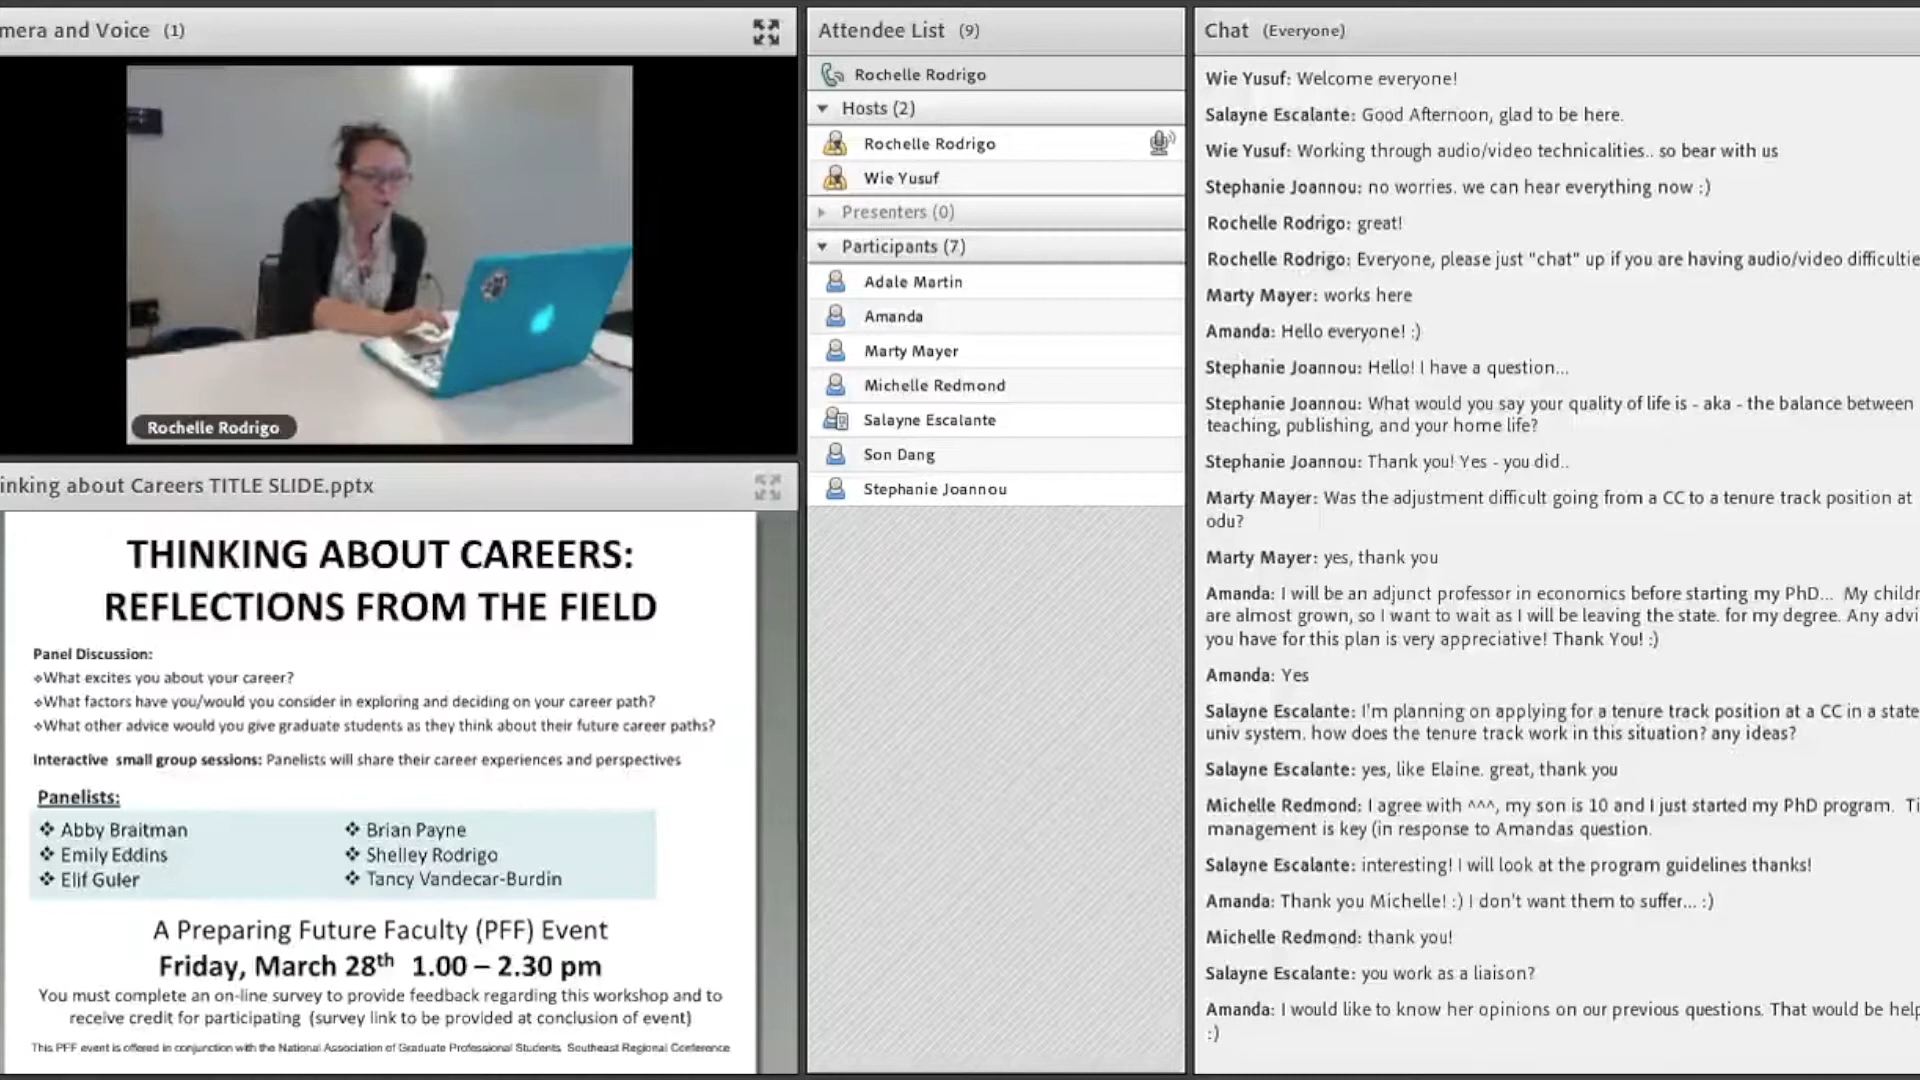 mera and Voice (1)
Rochelle Rodrigo
inking about Careers TITLE SLIDE.pptx
THINKING ABOUT CAREERS:
REFLECTIONS FROM THE FIELD
Panel Discussion:
❖What excites you about your career?
❖What factors have you/would you consider in exploring and deciding on your career path?
❖What other advice would you give graduate students as they think about their future career paths?
Interactive small group sessions: Panelists will share their career experiences and perspectives
Panelists:
❖ Abby Braitman
❖ Emily Eddins
❖ Elif Guler
❖ Brian Payne
❖ Shelley Rodrigo
❖ Tancy Vandecar-Burdin
A Preparing Future Faculty (PFF) Event
Friday, March 28th 1.00 – 2.30 pm
You must complete an on-line survey to provide feedback regarding this workshop and to
receive credit for participating (survey link to be provided at conclusion of event)
This PFF event is offered in conjunction with the National Association of Graduate Professional Students Southeast Regional Conference
Attendee List (9)
Rochelle Rodrigo
Hosts (2)
Rochelle Rodrigo
Wie Yusuf
Presenters (0)
Participants (7)
Adale Martin
Amanda
Marty Mayer
Michelle Redmond
Salayne Escalante
Son Dang
Stephanie Joannou
Chat (Everyone)
Wie Yusuf: Welcome everyone!
Salayne Escalante: Good Afternoon, glad to be here.
Wie Yusuf: Working through audio/video technicalities.. so bear with us
Stephanie Joannou: no worries. we can hear everything now :)
Rochelle Rodrigo: great!
Rochelle Rodrigo: Everyone, please just "chat" up if you are having audio/video difficultie
Marty Mayer: works here
Amanda: Hello everyone! :)
Stephanie Joannou: Hello! I have a question...
Stephanie Joannou: What would you say your quality of life is - aka - the balance between
teaching, publishing, and your home life?
Stephanie Joannou: Thank you! Yes - you did..
Marty Mayer: Was the adjustment difficult going from a CC to a tenure track position at
odu?
Marty Mayer: yes, thank you
Amanda: I will be an adjunct professor in economics before starting my PhD... My childr
are almost grown, so I want to wait as I will be leaving the state. for my degree. Any advi
you have for this plan is very appreciative! Thank You! :)
Amanda: Yes
Salayne Escalante: I'm planning on applying for a tenure track position at a CC in a state
univ system. how does the tenure track work in this situation? any ideas?
Salayne Escalante: yes, like Elaine. great, thank you
Michelle Redmond: I agree with ^^^, my son is 10 and I just started my PhD program. Ti
management is key (in response to Amandas question.
Salayne Escalante: interesting! I will look at the program guidelines thanks!
Amanda: Thank you Michelle! :) I don't want them to suffer... :)
Michelle Redmond: thank you!
Salayne Escalante: you work as a liaison?
Amanda: I would like to know her opinions on our previous questions. That would be help
:)